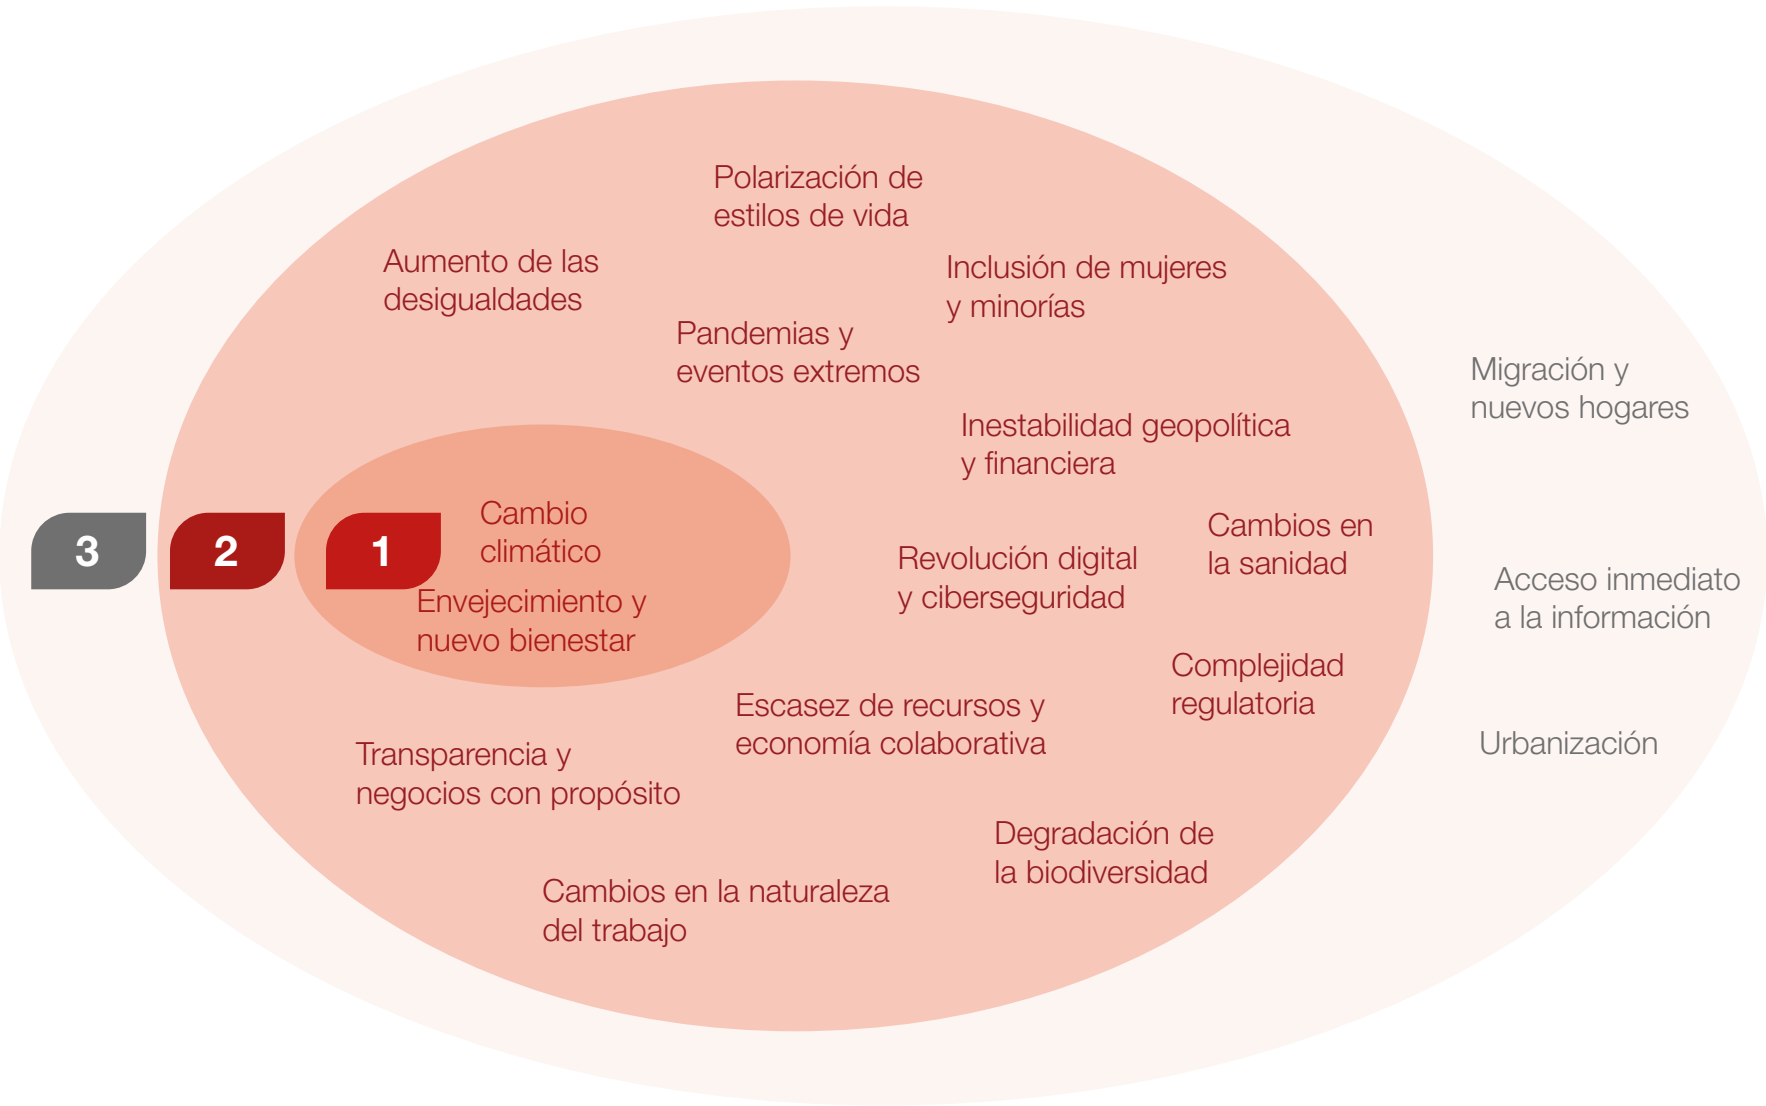 Polarización de
estilos de vida
Aumento de las
desigualdades
Inclusión de mujeres
y minorías
Pandemias y
eventos extremos
Migración y
nuevos hogares
Inestabilidad geopolítica
y financiera
3
2
1
Cambio
climático
Envejecimiento y
nuevo bienestar
Revolución digital
y ciberseguridad
Cambios en
la sanidad
Acceso inmediato
a la información
Complejidad
regulatoria
Escasez de recursos y
economía colaborativa
Urbanización
Transparencia y
negocios con propósito
Degradación de
la biodiversidad
Cambios en la naturaleza
del trabajo